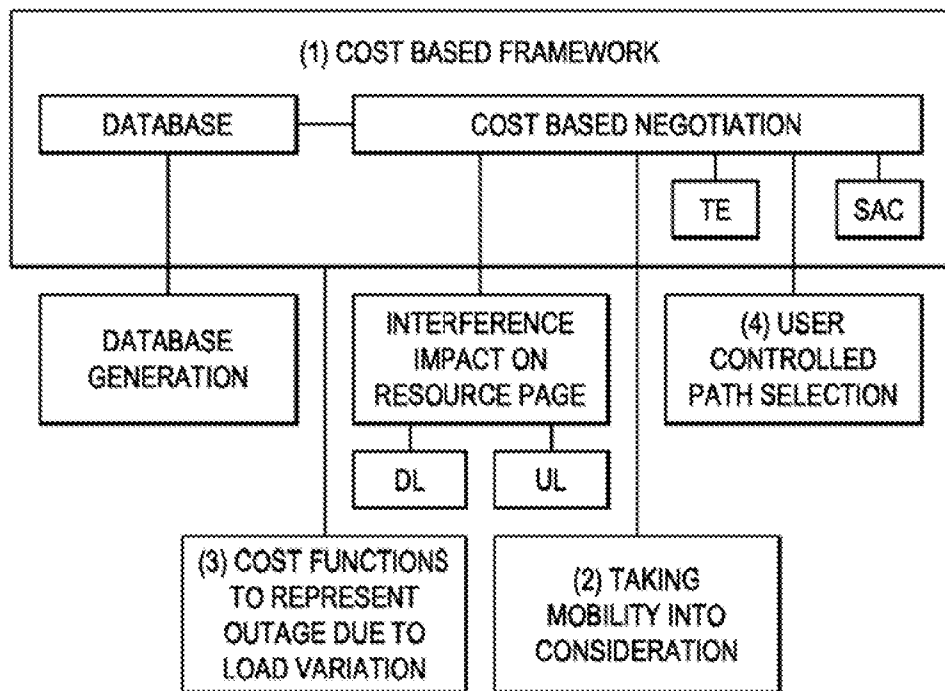 (1) COST BASED FRAMEWORK
DATABASE
COST BASED NEGOTIATION
TE
SAC
DATABASE
GENERATION
INTERFERENCE
IMPACT ON
RESOURCE PAGE
(4) USER
CONTROLLED
PATH SELECTION
DL
UL
(3) COST FUNCTIONS
TO REPRESENT
OUTAGE DUE TO
LOAD VARIATION
(2) TAKING
MOBILITY INTO
CONSIDERATION